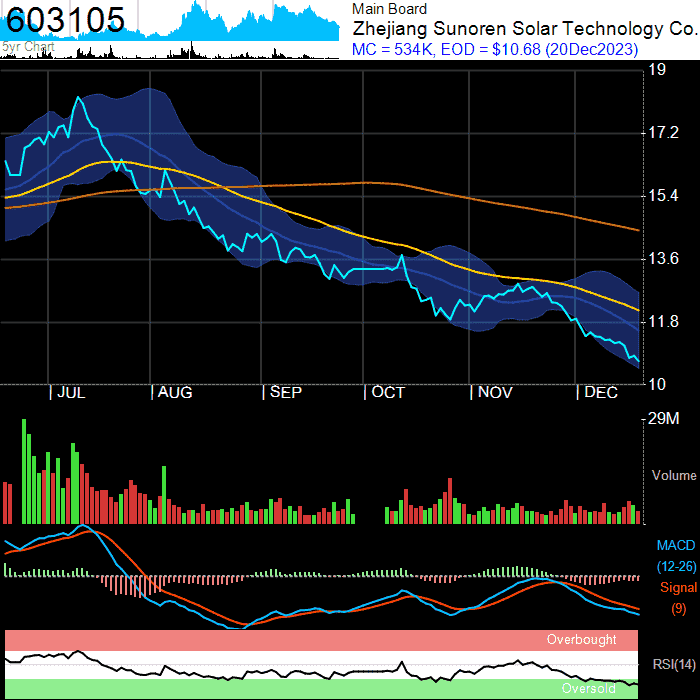 603105
5yr Chart
Main Board
Zhejiang Sunoren Solar Technology Co.
MC = 534K, EOD = $10.68 (20Dec2023)
19
17.2
15.4
13.6
11.8
10
JUL AUG SEP OCT NOV DEC
29M
Volume
MACD
(12-26)
Signal
(9)
Overbought
RSI(14)
Oversold